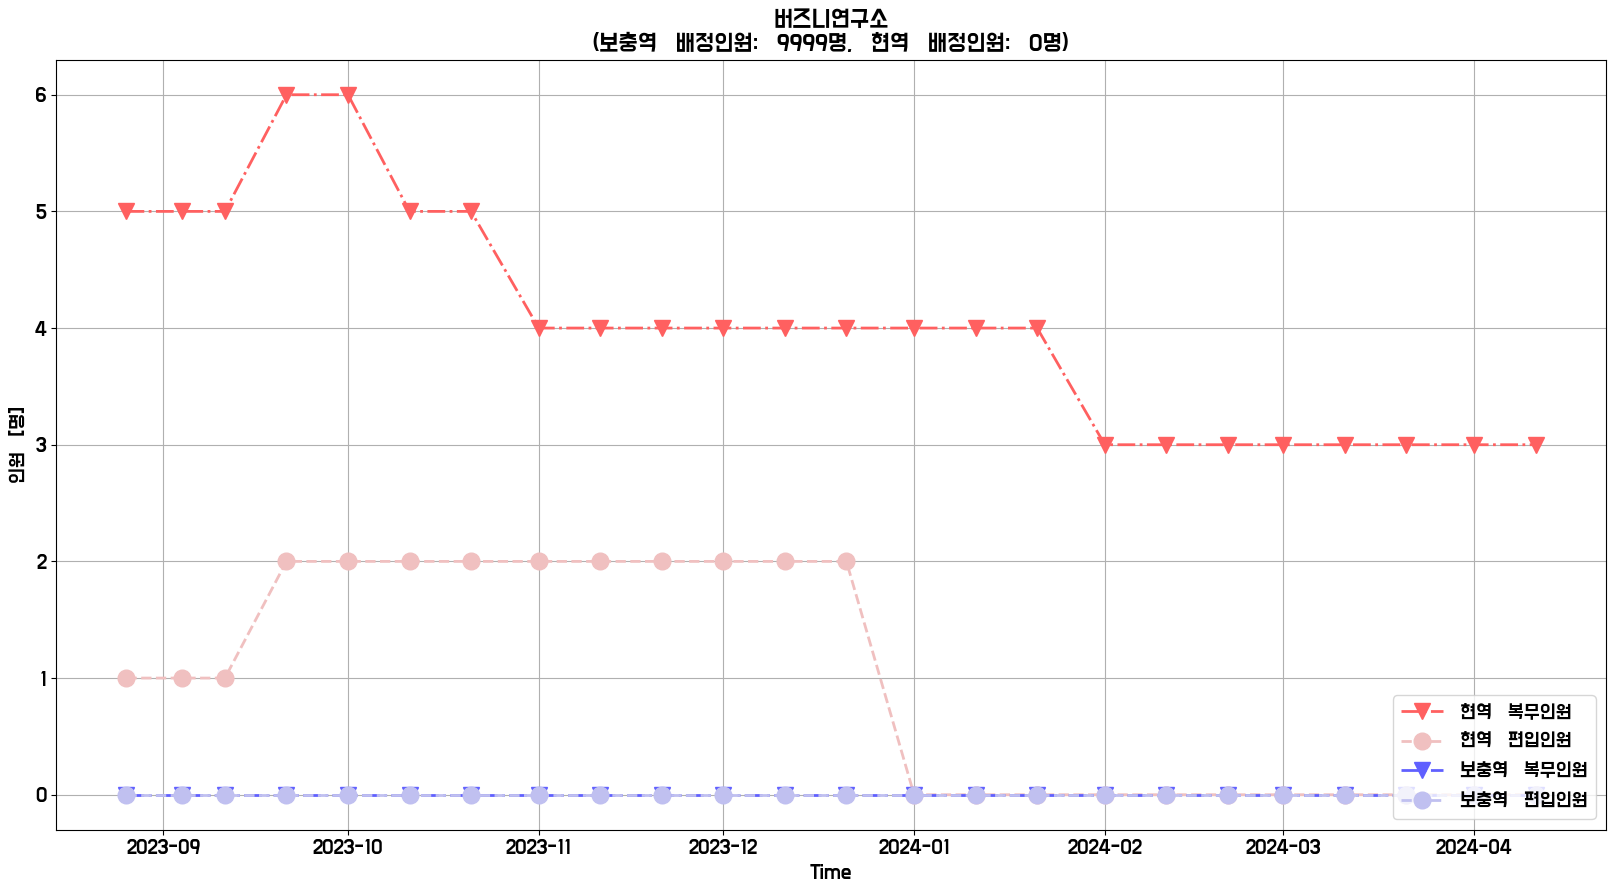 버즈니연구소
(보충역 배정인원: 9999명, 현역 배정인원: 0명)
6
5
4
3
2
1
0
인원 [명]
2023-09 2023-10 2023-11 2023-12 2024-01 2024-02 2024-03 2024-04
Time
현역 복무인원
현역 편입인원
보충역 복무인원
보충역 편입인원